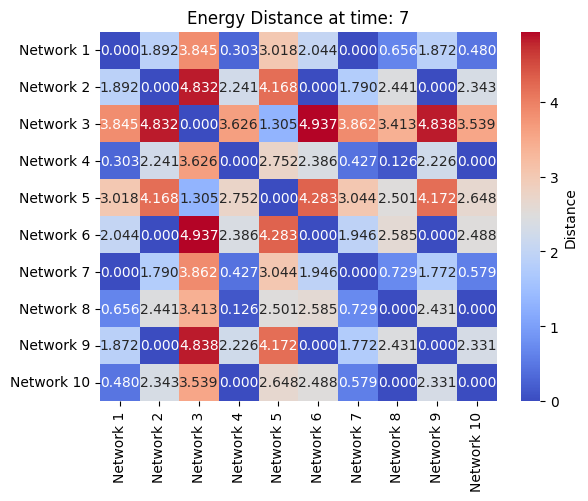 Energy Distance at time: 7
Network 1 0.000 1.892 3.845 0.303 3.018 2.044 0.000 0.656 1.872 0.480
Network 2 1.892 0.000 4.832 2.241 4.168 0.000 1.790 2.441 0.000 2.343
Network 3 3.845 4.832 0.000 3.626 1.305 4.937 3.862 3.413 4.838 3.539
Network 4 0.303 2.241 3.626 0.000 2.752 2.386 0.427 0.126 2.226 0.000
Network 5 3.018 4.168 1.305 2.752 0.000 4.283 3.044 2.501 4.172 2.648
Network 6 2.044 0.000 4.937 2.386 4.283 0.000 1.946 2.585 0.000 2.488
Network 7 0.000 1.790 3.862 0.427 3.044 1.946 0.000 0.729 1.772 0.579
Network 8 0.656 2.441 3.413 0.126 2.501 2.585 0.729 0.000 2.431 0.000
Network 9 1.872 0.000 4.838 2.226 4.172 0.000 1.772 2.431 0.000 2.331
Network 10 0.480 2.343 3.539 0.000 2.648 2.488 0.579 0.000 2.331 0.000
Network 1
Network 2
Network 3
Network 4
Network 5
Network 6
Network 7
Network 8
Network 9
Network 10
4
3
2
1
0
Distance